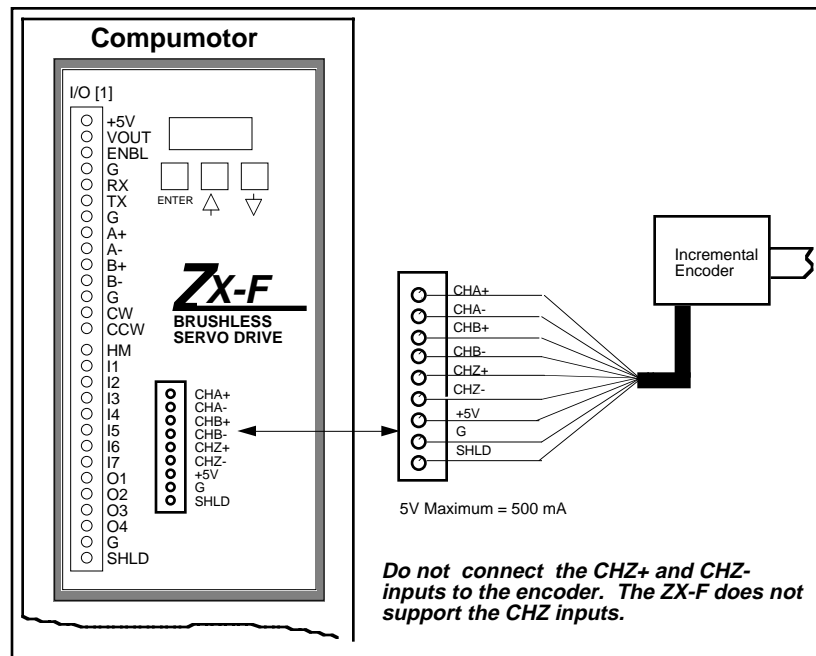 Compumotor
I/O [1]
+5V
VOUT
ENBL
G
RX
TX
G
A+
A-
B+
B-
G
CW
CCW
HM
I1
I2
I3
I4
I5
I6
I7
O1
O2
O3
O4
G
SHLD
ENTER
ZX-F
BRUSHLESS
SERVO DRIVE
CHA+
CHA-
CHB+
CHB-
CHZ+
CHZ-
+5V
G
SHLD
CHA+
CHA-
CHB+
CHB-
CHZ+
CHZ-
+5V
G
SHLD
Incremental
Encoder
5V Maximum = 500 mA
Do not connect the CHZ+ and CHZ-
inputs to the encoder. The ZX-F does not
support the CHZ inputs.